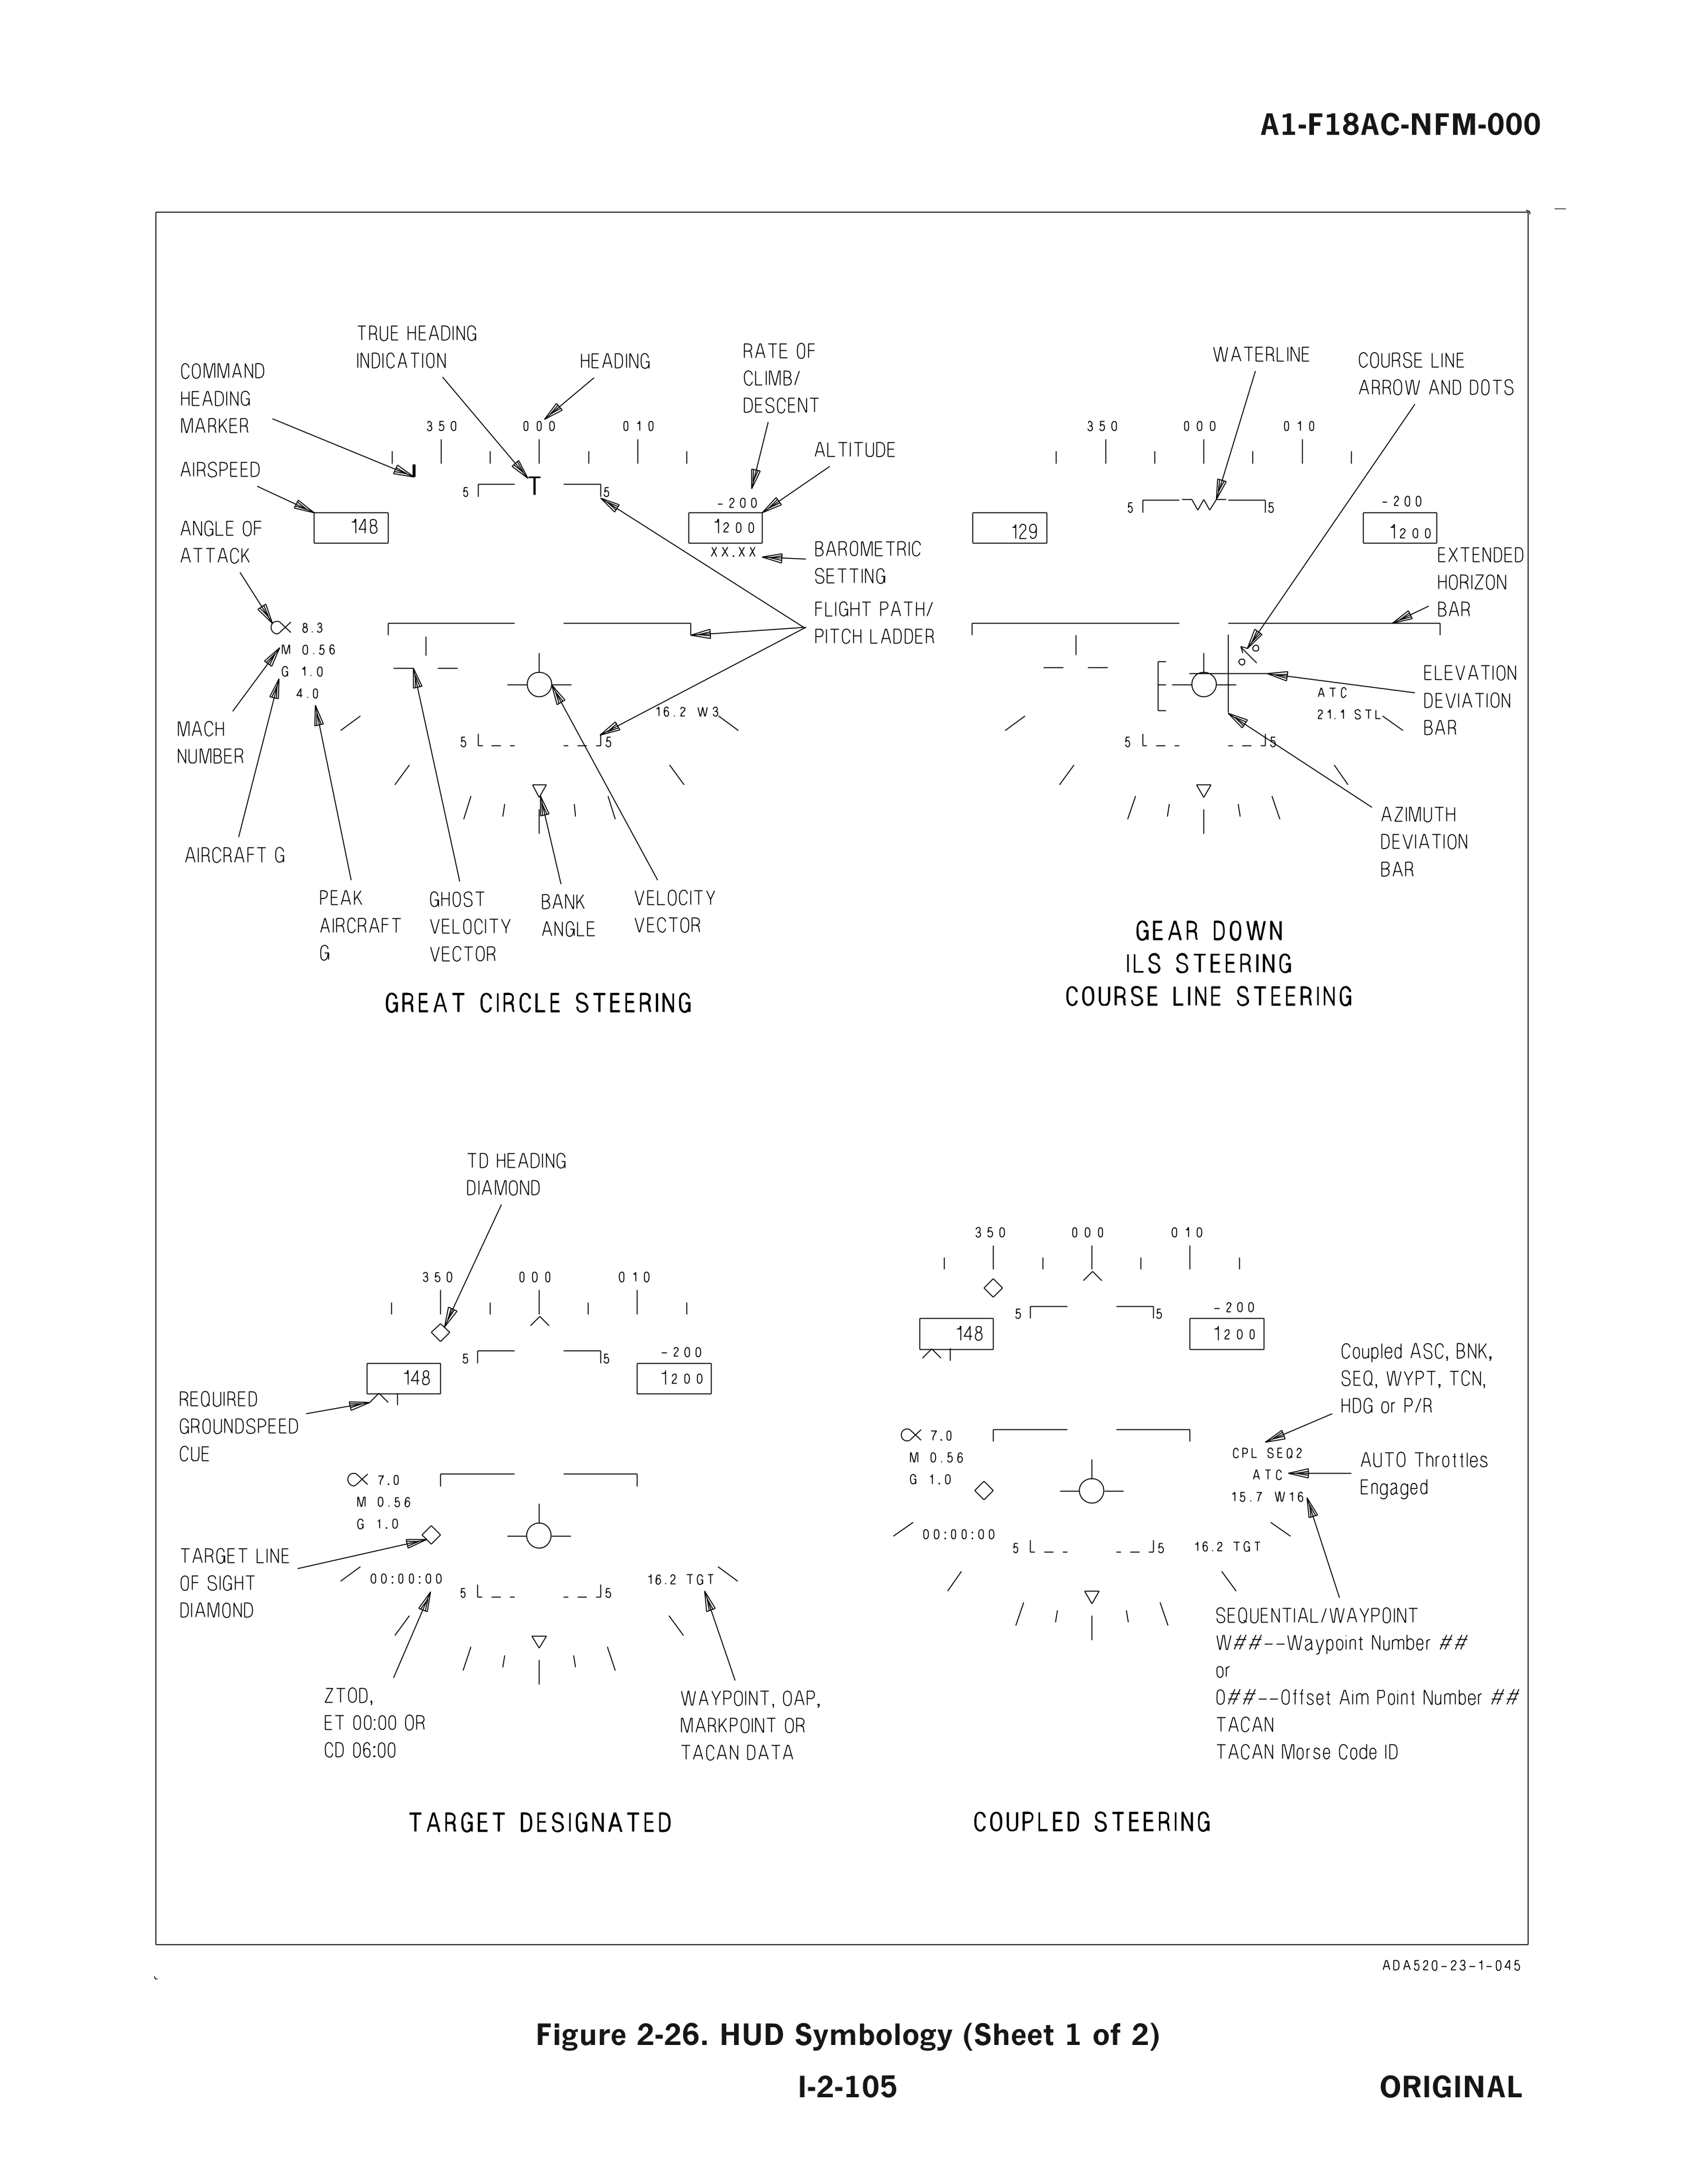 A1-F18AC-NFM-000
TRUE HEADING
INDICATION
HEADING
RATE OF
CLIMB/
DESCENT
COMMAND
HEADING
MARKER
350
000
010
ALTITUDE
AIRSPEED
T
5
5
-200
148
1200
XX.XX
BAROMETRIC
SETTING
ANGLE OF
ATTACK
FLIGHT PATH/
PITCH LADDER
8.3
M 0.56
G 1.0
4.0
16.2 W3
5
5
MACH
NUMBER
AIRCRAFT G
PEAK
AIRCRAFT
G
GHOST
VELOCITY
VECTOR
BANK
ANGLE
VELOCITY
VECTOR
GREAT CIRCLE STEERING
WATERLINE
COURSE LINE
ARROW AND DOTS
350
000
010
5
5
-200
129
1200
EXTENDED
HORIZON
BAR
ELEVATION
DEVIATION
BAR
ATC
21.1 STL
5
5
AZIMUTH
DEVIATION
BAR
GEAR DOWN
ILS STEERING
COURSE LINE STEERING
TD HEADING
DIAMOND
350
000
010
5
5
-200
148
1200
REQUIRED
GROUNDSPEED
CUE
7.0
M 0.56
G 1.0
TARGET LINE
OF SIGHT
DIAMOND
00:00:00
16.2 TGT
5
5
ZTOD,
ET 00:00 OR
CD 06:00
WAYPOINT, OAP,
MARKPOINT OR
TACAN DATA
TARGET DESIGNATED
350
000
010
5
5
-200
148
1200
Coupled ASC, BNK,
SEQ, WYPT, TCN,
HDG or P/R
7.0
M 0.56
G 1.0
CPL SEQ2
ATC
15.7 W16
AUTO Throttles
Engaged
00:00:00
5
5
16.2 TGT
SEQUENTIAL/WAYPOINT
W##--Waypoint Number ##
or
O##--Offset Aim Point Number ##
TACAN
TACAN Morse Code ID
COUPLED STEERING
ADA520-23-1-045
Figure 2-26. HUD Symbology (Sheet 1 of 2)
I-2-105
ORIGINAL